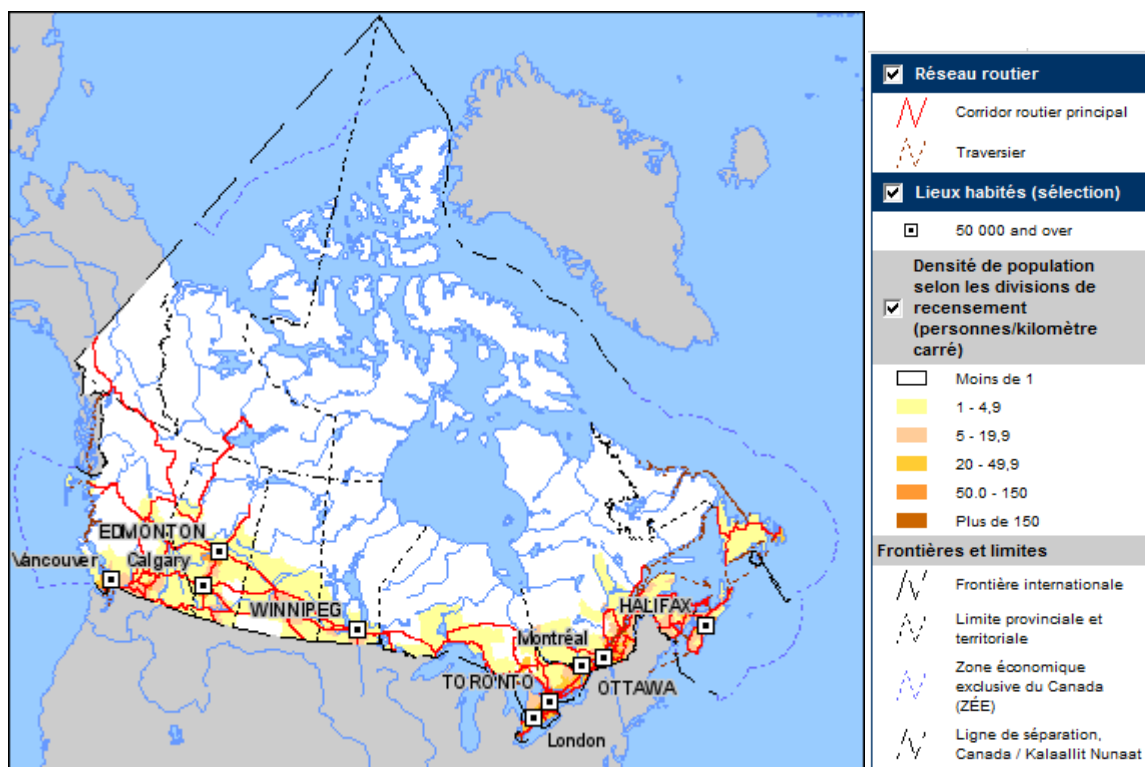 EDMONTON
Vancouver
Calgary
WINNIPEG
HALIFAX
Montréal
TORONTO
OTTAWA
London
Réseau routier
Corridor routier principal
Traversier
Lieux habités (sélection)
50 000 and over
Densité de population
selon les divisions de
recensement
(personnes/kilomètre
carré)
Moins de 1
1 - 4,9
5 - 19,9
20 - 49,9
50.0 - 150
Plus de 150
Frontières et limites
Frontière internationale
Limite provinciale et
territoriale
Zone économique
exclusive du Canada
(ZÉE)
Ligne de séparation,
Canada / Kalaallit Nunaat